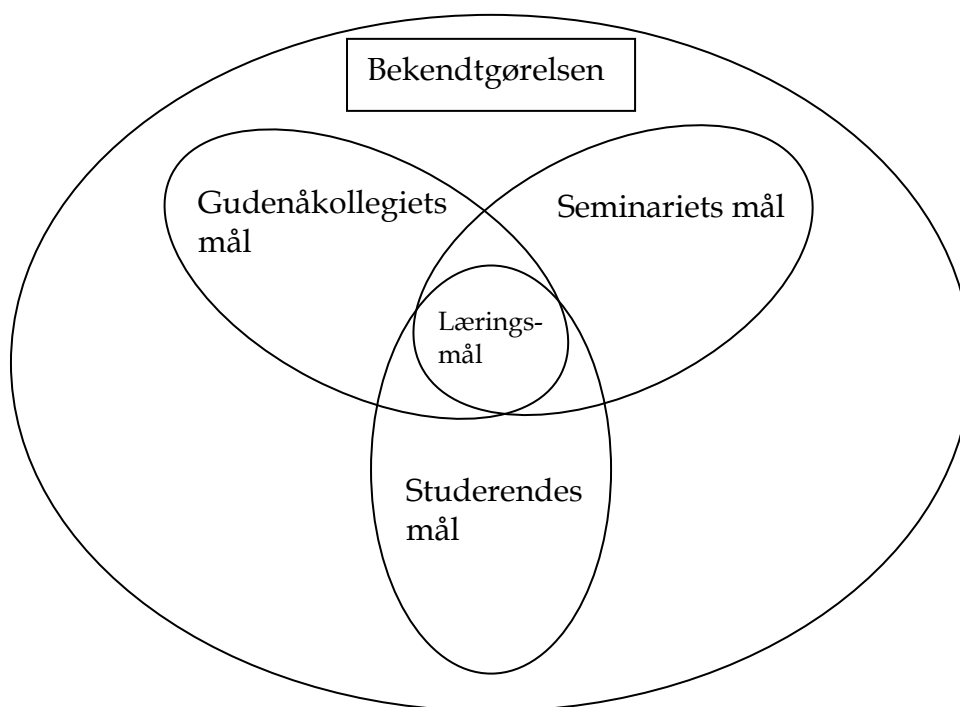 Bekendtgørelsen
Gudenåkollegiets
mål
Seminariets mål
Lærings-
mål
Studerendes
mål